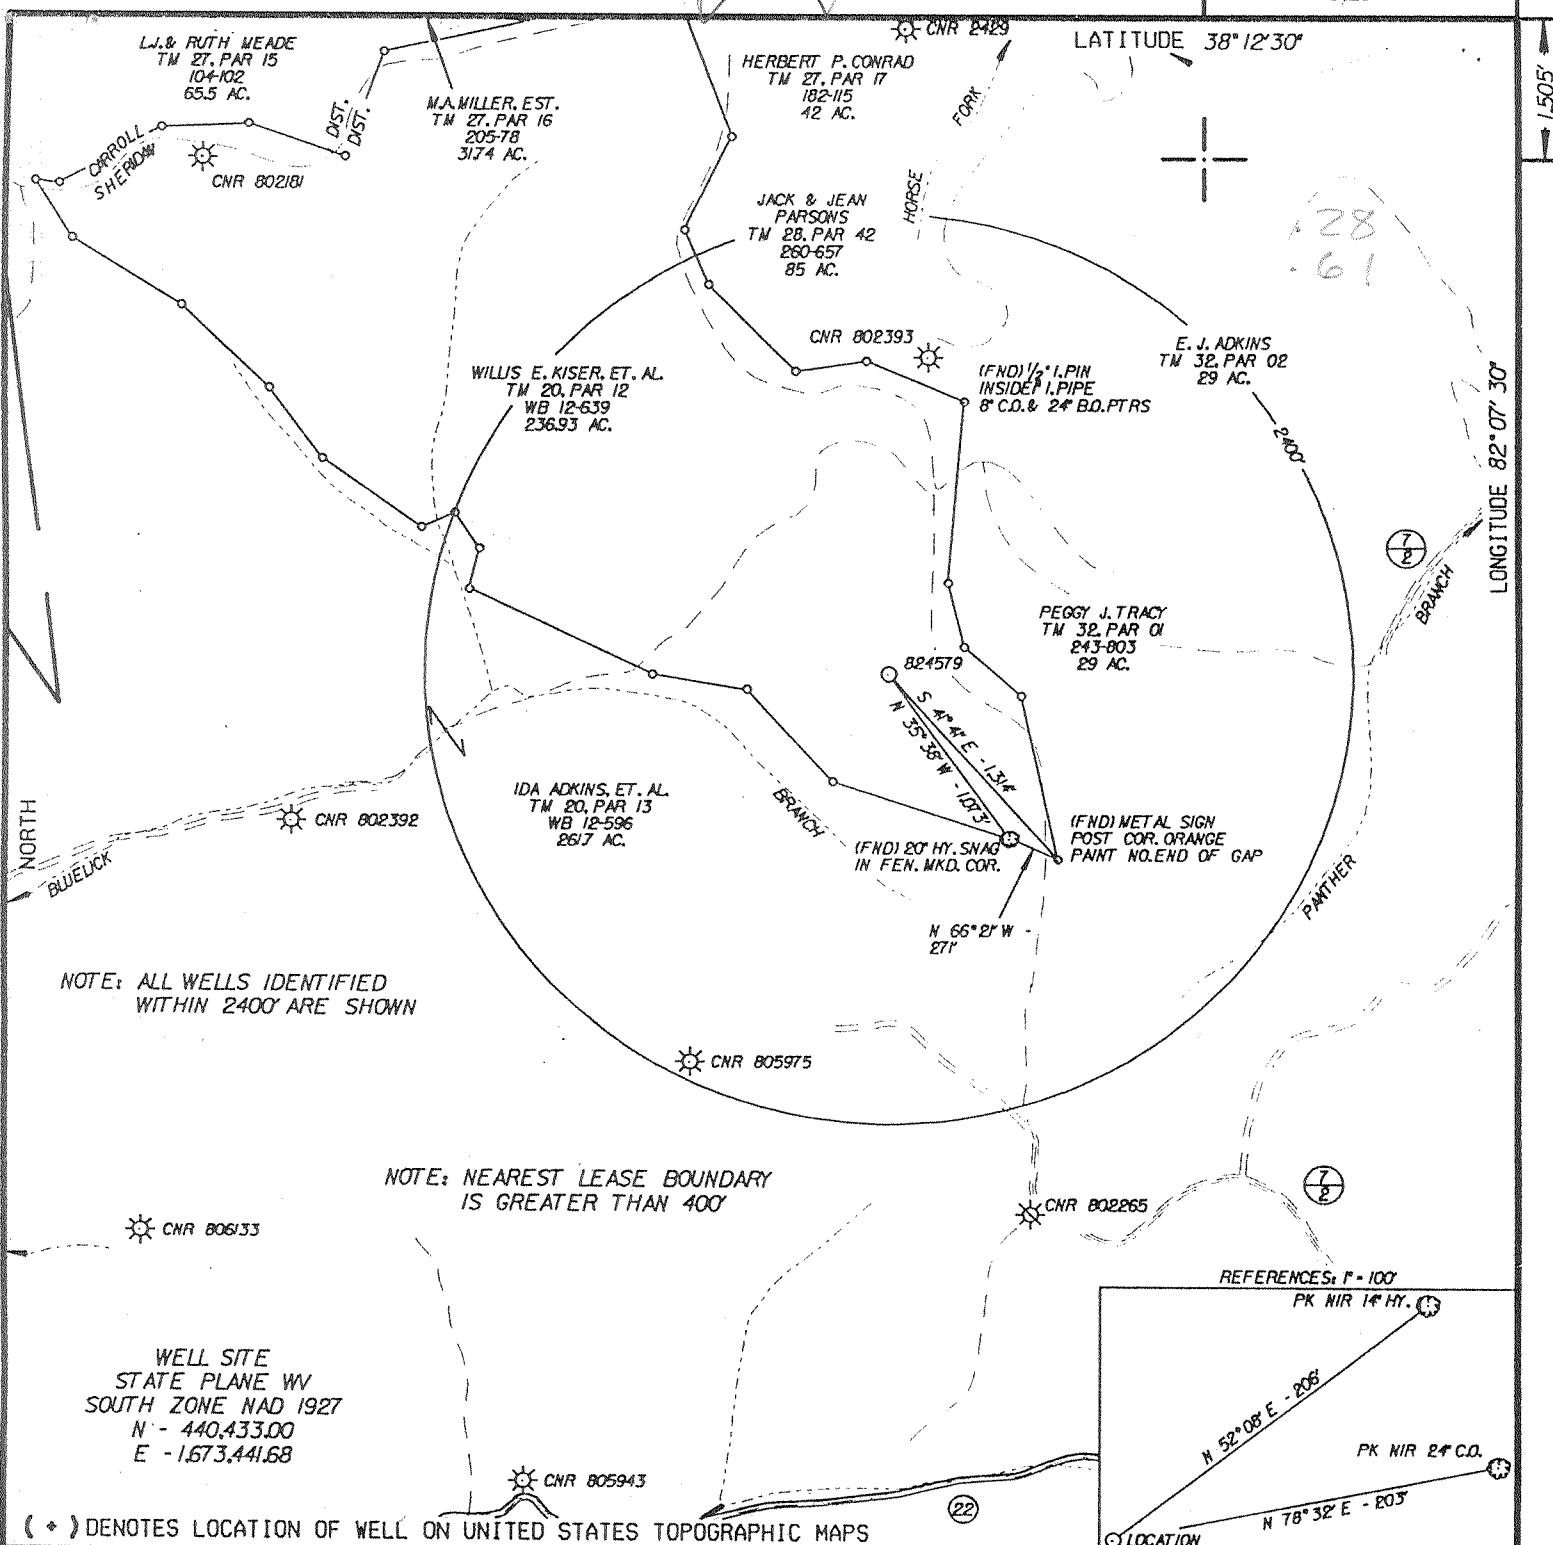 CNR 2429
LATITUDE 38°12'30"
1,505'
L.J.& RUTH MEADE
TM 27, PAR 15
104-102
65.5 AC.
DIST.
DIST.
M.A.MILLER, EST.
TM 27, PAR 16
205-78
31.74 AC.
HERBERT P. CONRAD
TM 27, PAR 17
182-115
42 AC.
FORK
HORSE
CARROLL
SHERIDAN
CNR 802181
JACK & JEAN
PARSONS
TM 28, PAR 42
260-657
85 AC.
.28
.61
CNR 802393
E. J. ADKINS
TM 32, PAR 02
29 AC.
WILLIS E. KISER, ET. AL.
TM 20, PAR 12
WB 12-639
236.93 AC.
(FND) 1/2" I.PIN
INSIDE 1" I.PIPE
8" C.O. & 24" B.O.PTRS
2400'
LONGITUDE 82°07' 30"
7
2
BRANCH
PEGGY J. TRACY
TM 32, PAR 01
243-803
29 AC.
824579
S 41°41' E - 1,314'
N 35°38' W - 1,073'
IDA ADKINS, ET. AL.
TM 20, PAR 13
WB 12-596
261.7 AC.
BRANCH
NORTH
CNR 802392
BLUELICK
(FND) 20" HY. SNAG
IN FEN. MKD. COR.
(FND) METAL SIGN
POST COR. ORANGE
PAINT NO.END OF GAP
PANTHER
N 66°21' W -
271'
NOTE: ALL WELLS IDENTIFIED
WITHIN 2400' ARE SHOWN
CNR 805975
NOTE: NEAREST LEASE BOUNDARY
IS GREATER THAN 400'
7
2
CNR 802265
CNR 806133
REFERENCES: 1" - 100'
PK NIR 14" HY.
N 52°08' E - 206'
PK NIR 24" C.O.
N 78°32' E - 203'
LOCATION
WELL SITE
STATE PLANE WV
SOUTH ZONE NAD 1927
N - 440,433.00
E - 1,673,441.68
CNR 805943
22
( + ) DENOTES LOCATION OF WELL ON UNITED STATES TOPOGRAPHIC MAPS